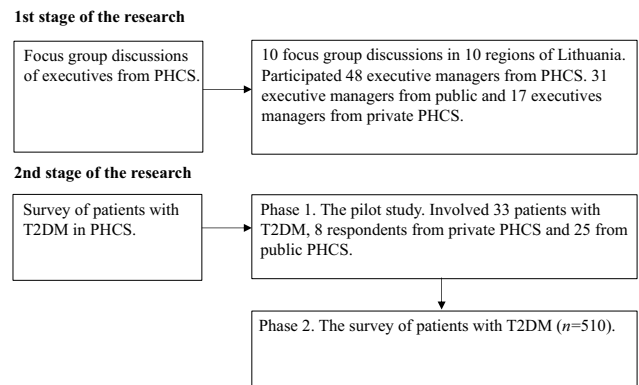 1st stage of the research
Focus group discussions
of executives from PHCS.
10 focus group discussions in 10 regions of Lithuania.
Participated 48 executive managers from PHCS. 31
executive managers from public and 17 executives
managers from private PHCS.
2nd stage of the research
Survey of patients with
T2DM in PHCS.
Phase 1. The pilot study. Involved 33 patients with
T2DM, 8 respondents from private PHCS and 25 from
public PHCS.
Phase 2. The survey of patients with T2DM (n=510).